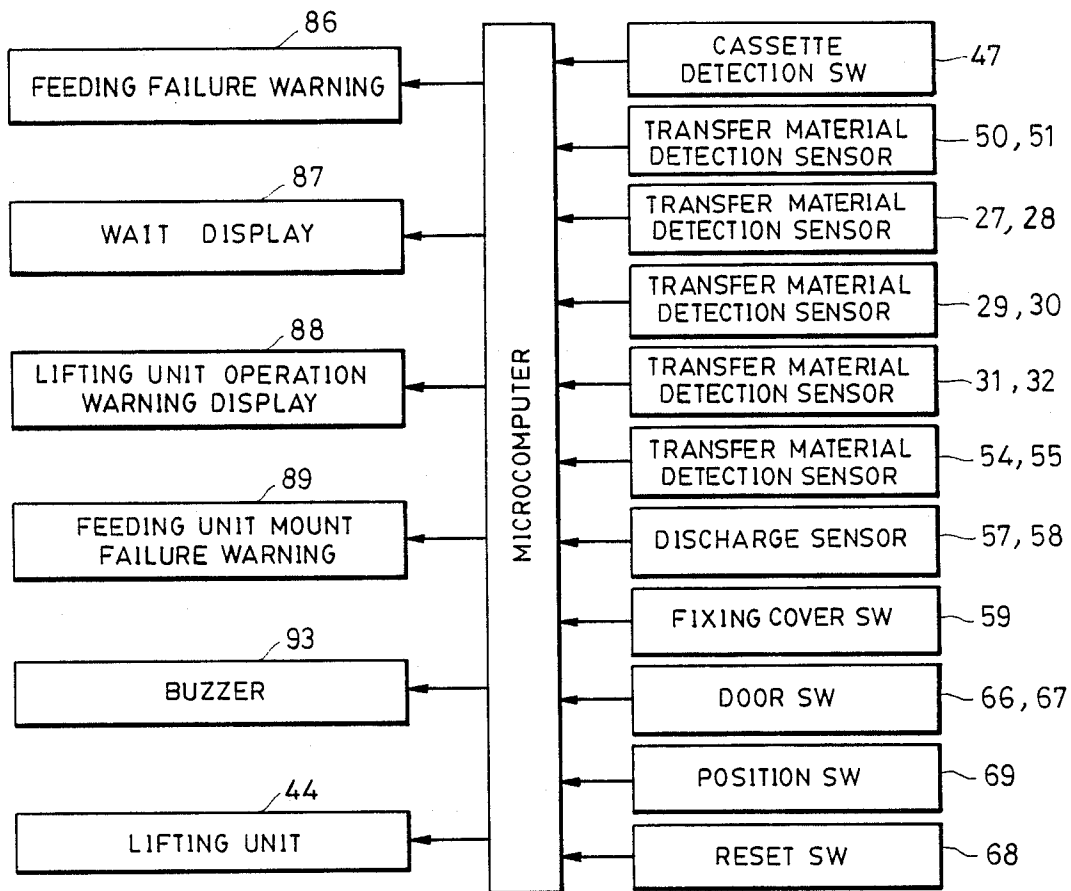 86
FEEDING FAILURE WARNING
87
WAIT DISPLAY
88
LIFTING UNIT OPERATION
WARNING DISPLAY
89
FEEDING UNIT MOUNT
FAILURE WARNING
93
BUZZER
44
LIFTING UNIT
MICROCOMPUTER
CASSETTE
DETECTION SW
47
TRANSFER MATERIAL
DETECTION SENSOR
50, 51
TRANSFER MATERIAL
DETECTION SENSOR
27, 28
TRANSFER MATERIAL
DETECTION SENSOR
29, 30
TRANSFER MATERIAL
DETECTION SENSOR
31, 32
TRANSFER MATERIAL
DETECTION SENSOR
54, 55
DISCHARGE SENSOR
57, 58
FIXING COVER SW
59
DOOR SW
66, 67
POSITION SW
69
RESET SW
68